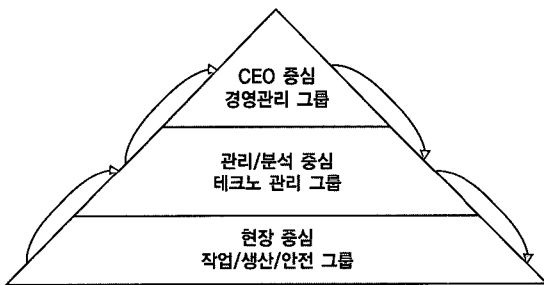 CEO 중심
경영관리 그룹
관리/분석 중심
테크노 관리 그룹
현장 중심
작업/생산/안전 그룹